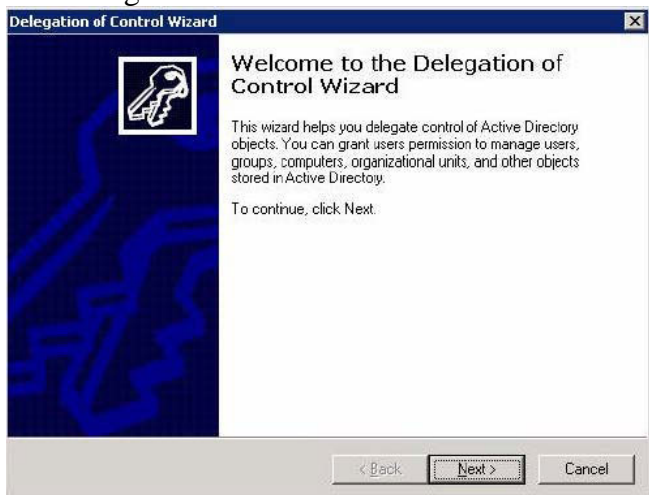 Delegation of Control Wizard
Welcome to the Delegation of
Control Wizard
This wizard helps you delegate control of Active Directory
objects. You can grant users permission to manage users,
groups, computers, organizational units, and other objects
stored in Active Directory.
To continue, click Next.
< Back Next > Cancel